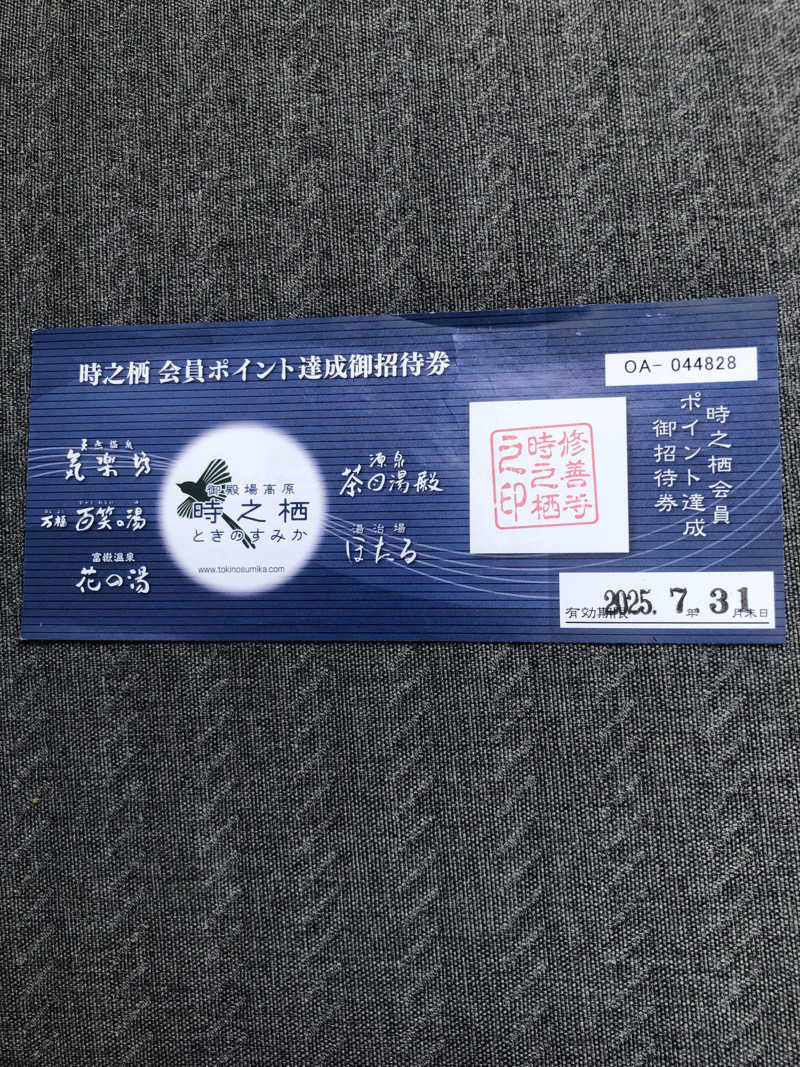 時之栖 会員ポイント達成御招待券
OA- 044828
天然温泉
気楽坊
万福 百笑の湯
富嶽温泉
花の湯
御殿場高原
時之栖
ときのすみか
www.tokinosumika.com
源泉
茶目湯殿
湯治場
ほたる
修善寺
時之栖
之印
時之栖会員
ポイント達成
御招待券
有効期限 2025.年 7.31 月末日